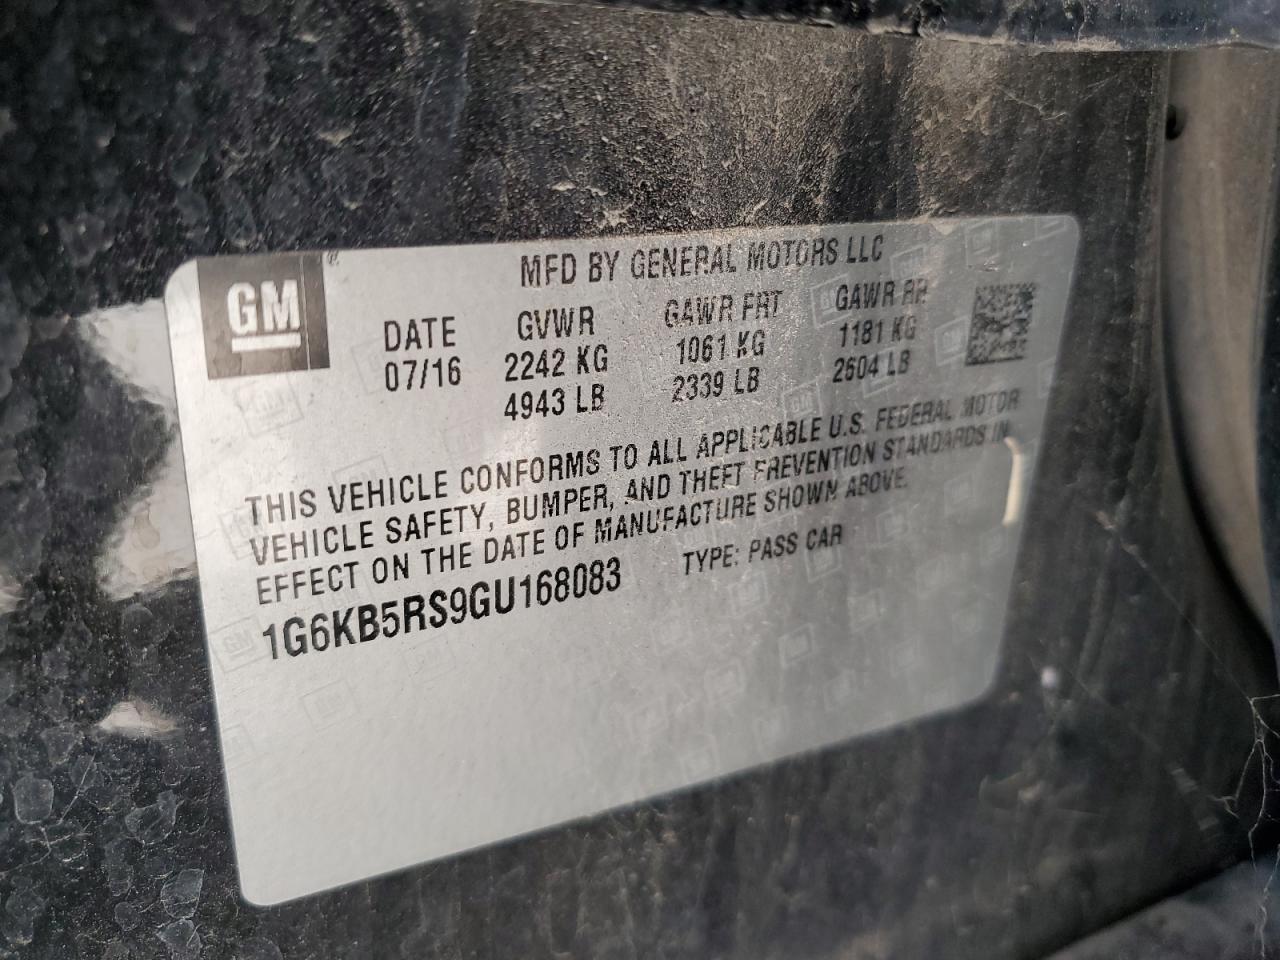 GM
MFD BY GENERAL MOTORS LLC
DATE GVWR GAWR FRT GAWR RR
07/16 2242 KG 1061 KG 1181 KG
4943 LB 2339 LB 2604 LB
THIS VEHICLE CONFORMS TO ALL APPLICABLE U.S. FEDERAL MOTOR
VEHICLE SAFETY, BUMPER, AND THEFT PREVENTION STANDARDS IN
EFFECT ON THE DATE OF MANUFACTURE SHOWN ABOVE.
1G6KB5RS9GU168083 TYPE: PASS CAR